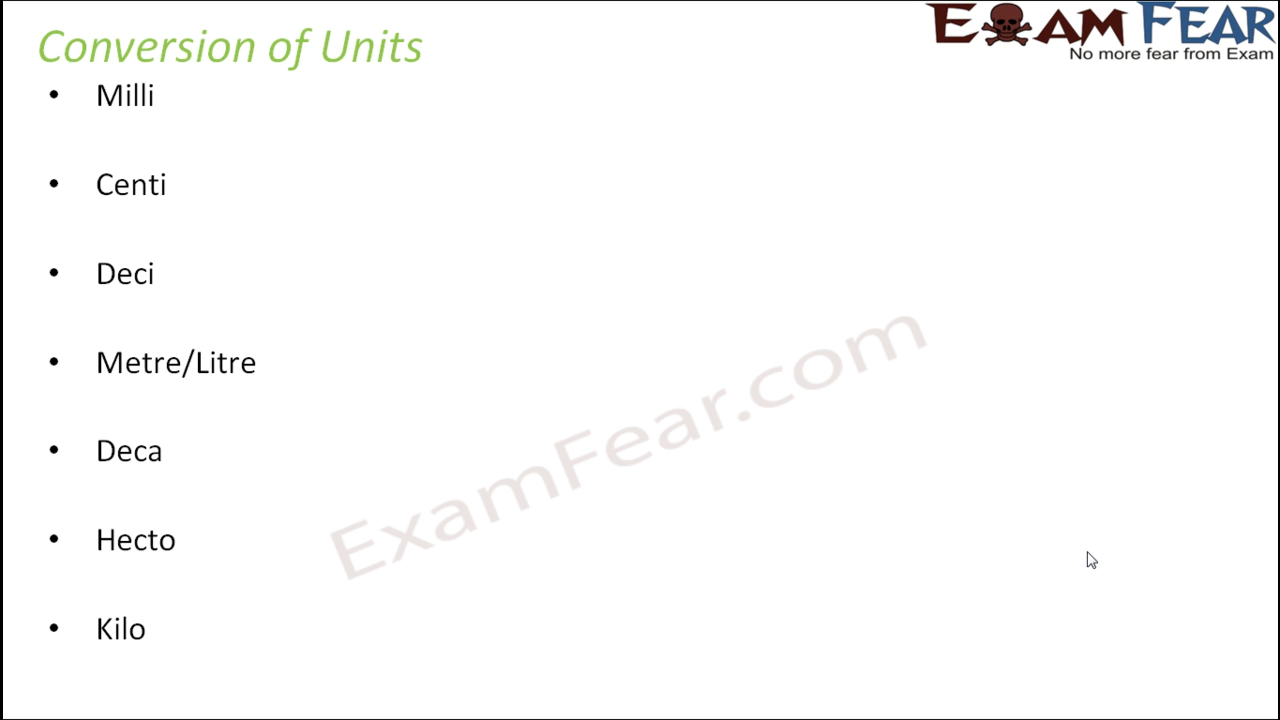 Conversion of Units
EXAM FEAR
No more fear from Exam
• Milli
• Centi
• Deci
• Metre/Litre
• Deca
• Hecto
• Kilo
ExamFear.com